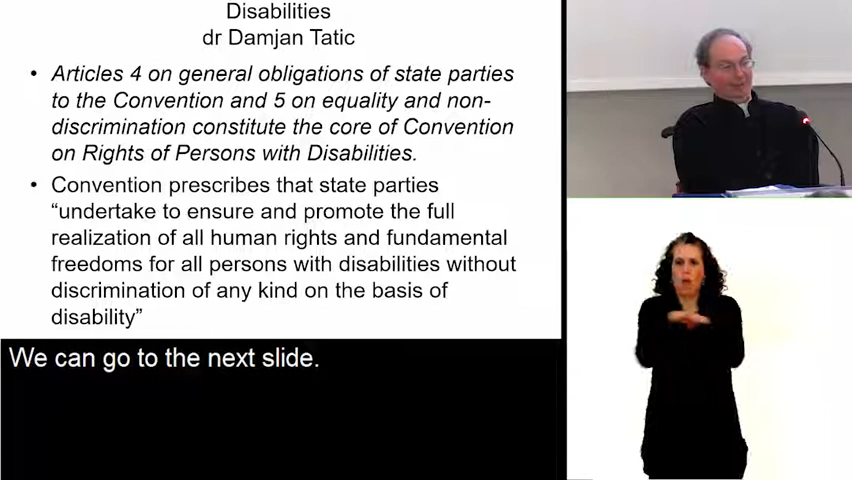 Disabilities
dr Damjan Tatic
• Articles 4 on general obligations of state parties
to the Convention and 5 on equality and non-
discrimination constitute the core of Convention
on Rights of Persons with Disabilities.
• Convention prescribes that state parties
“undertake to ensure and promote the full
realization of all human rights and fundamental
freedoms for all persons with disabilities without
discrimination of any kind on the basis of
disability”
We can go to the next slide.